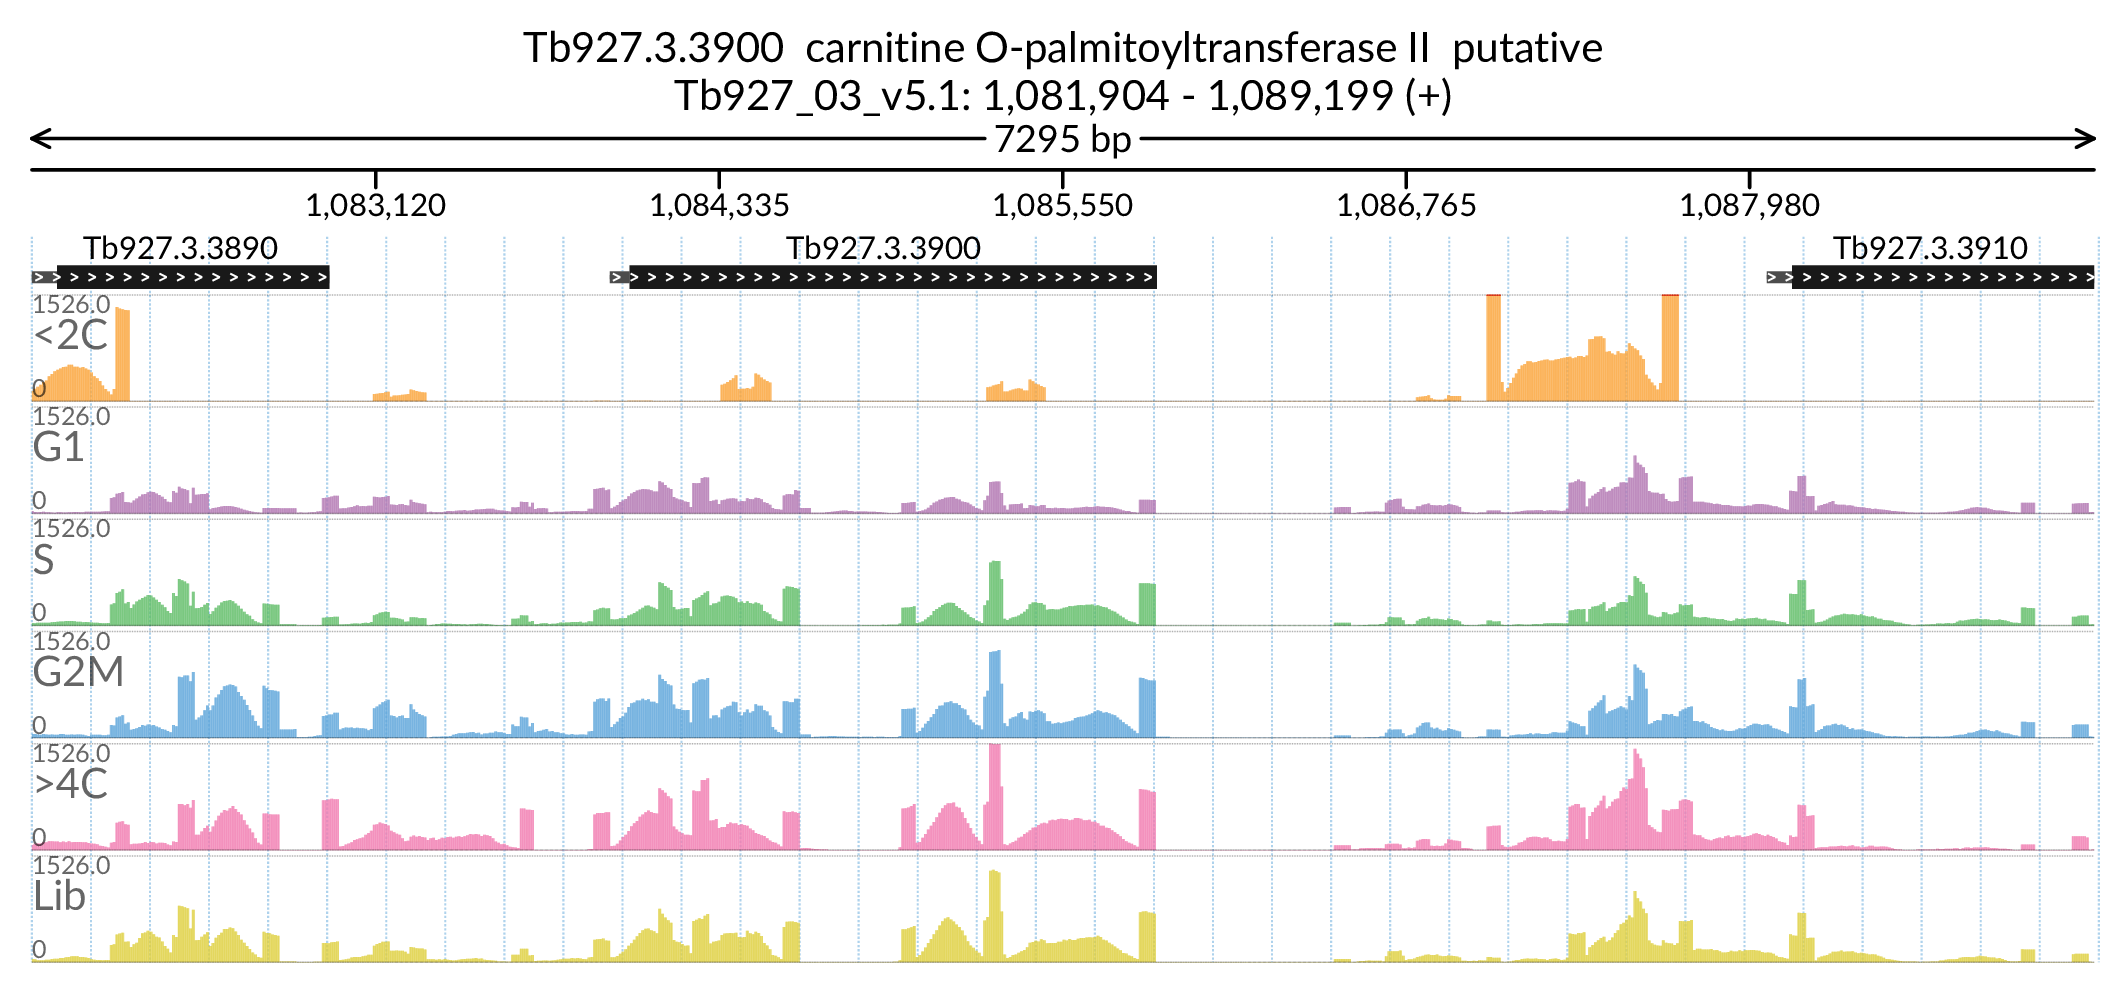 Tb927.3.3900 carnitine O-palmitoyltransferase II putative
Tb927_03_v5.1: 1,081,904 - 1,089,199 (+)
7295 bp
1,083,120 1,084,335 1,085,550 1,086,765 1,087,980
Tb927.3.3890 Tb927.3.3900 Tb927.3.3910
1526.0
<2C
0
1526.0
G1
0
1526.0
S
0
1526.0
G2M
0
1526.0
>4C
0
1526.0
Lib
0